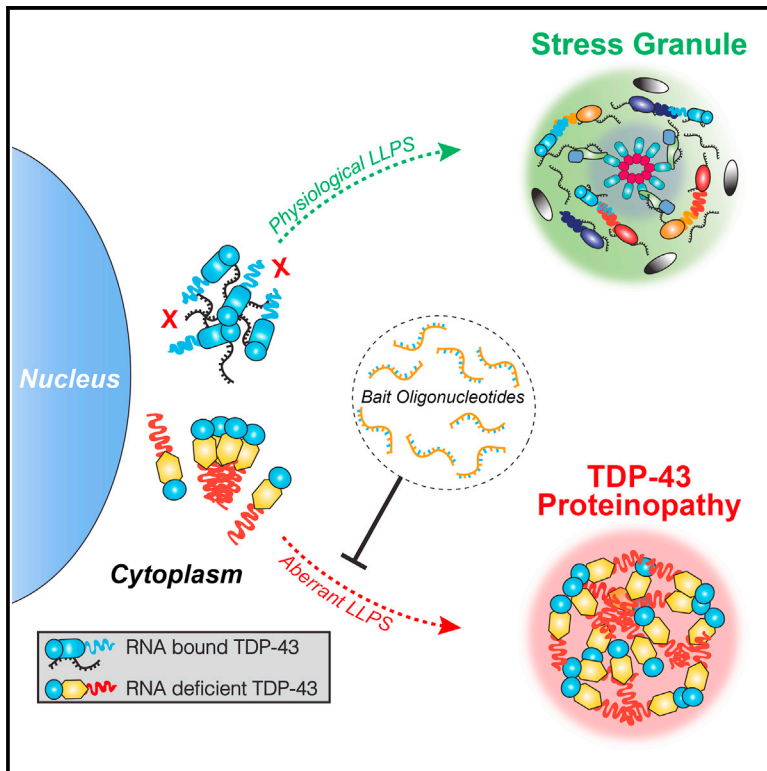 Stress Granule
Physiological LLPS
X
X
Nucleus
Bait Oligonucleotides
TDP-43
Proteinopathy
Cytoplasm
Aberrant LLPS
RNA bound TDP-43
RNA deficient TDP-43